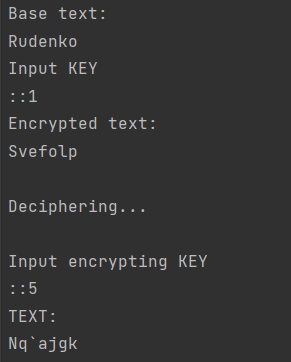 Base text:
Rudenko
Input KEY
::1
Encrypted text:
Svefolp
Deciphering...
Input encrypting KEY
::5
TEXT:
Nq`ajgk